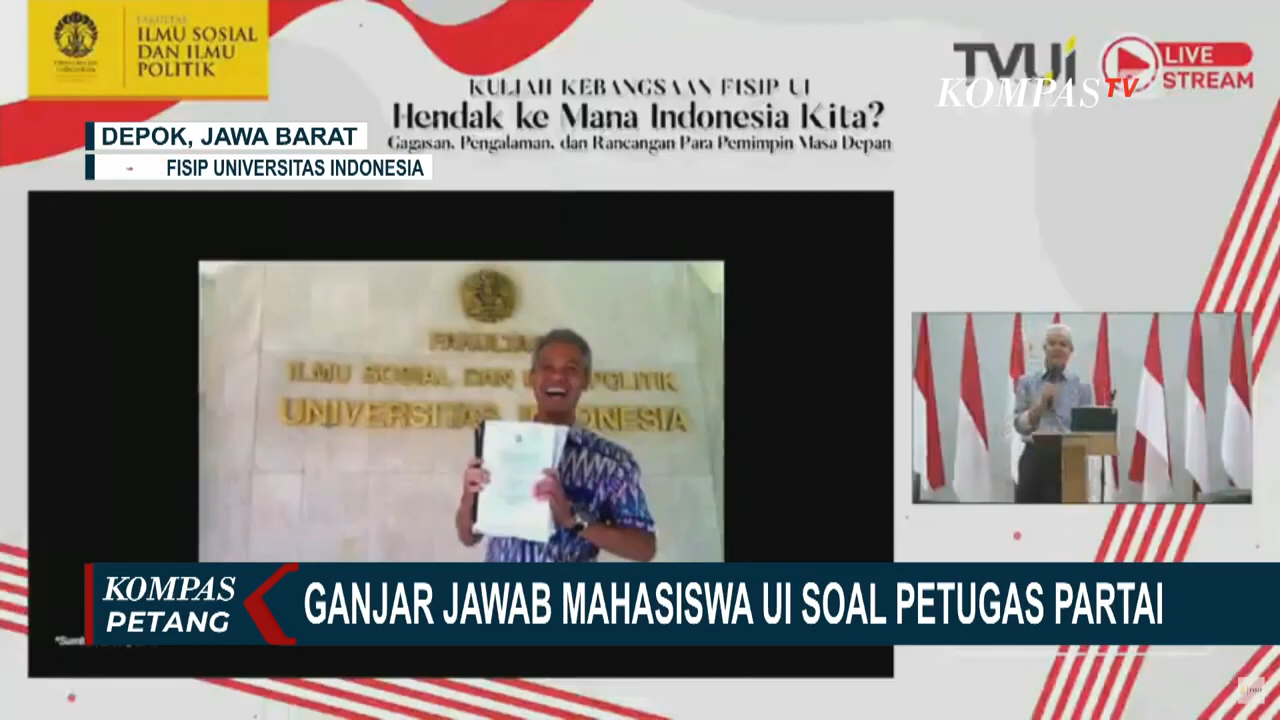 FAKULTAS
ILMU SOSIAL
DAN ILMU
POLITIK
TVUI
LIVE
STREAM
KOMPAS TV
KULIAH KEBANGSAAN FISIP UI
Hendak ke Mana Indonesia Kita?
Gagasan, Pengalaman, dan Rancangan Para Pemimpin Masa Depan
DEPOK, JAWA BARAT
FISIP UNIVERSITAS INDONESIA
FAKULTAS
ILMU SOSIAL DAN POLITIK
UNIVERSITAS INDONESIA
KOMPAS
PETANG
GANJAR JAWAB MAHASISWA UI SOAL PETUGAS PARTAI